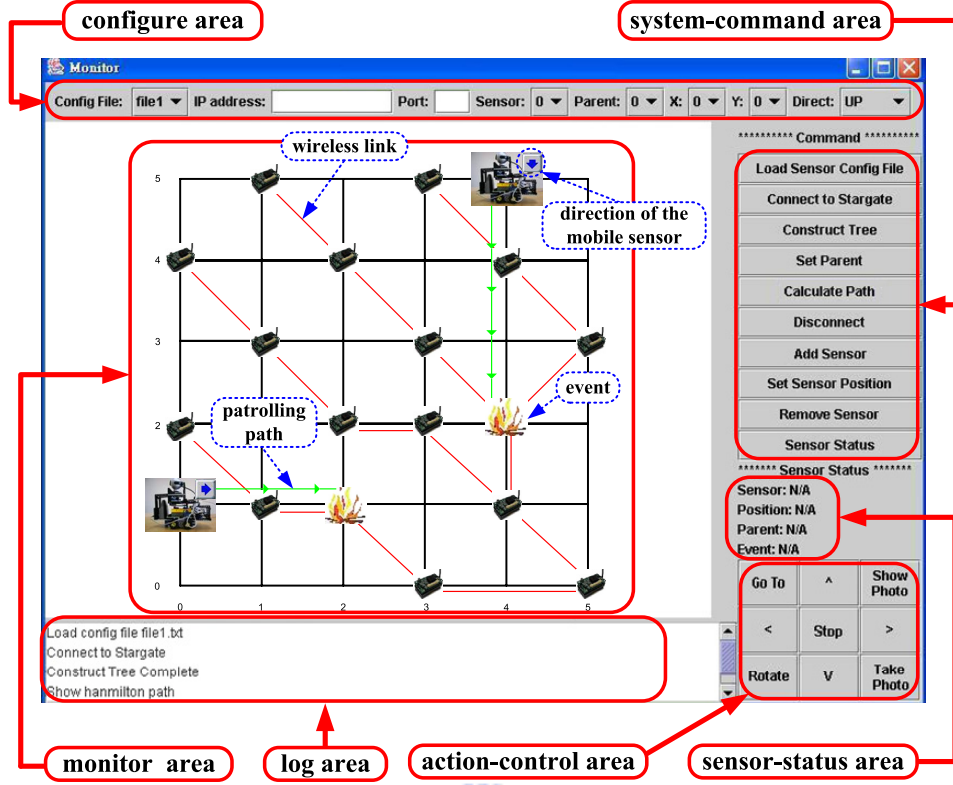 configure area
system-command area
Monitor
Config File: file1 IP address: Port: Sensor: 0 Parent: 0 X: 0 Y: 0 Direct: UP
********** Command **********
Load Sensor Config File
Connect to Stargate
Construct Tree
Set Parent
Calculate Path
Disconnect
Add Sensor
Set Sensor Position
Remove Sensor
Sensor Status
******* Sensor Status *******
Sensor: N/A
Position: N/A
Parent: N/A
Event: N/A
Go To ^ Show Photo
< Stop >
Rotate V Take Photo
wireless link
direction of the
mobile sensor
event
patrolling
path
5
4
3
2
0
0 1 2 3 4 5
Load config file file1.txt
Connect to Stargate
Construct Tree Complete
Show hanmilton path
monitor area
log area
action-control area
sensor-status area